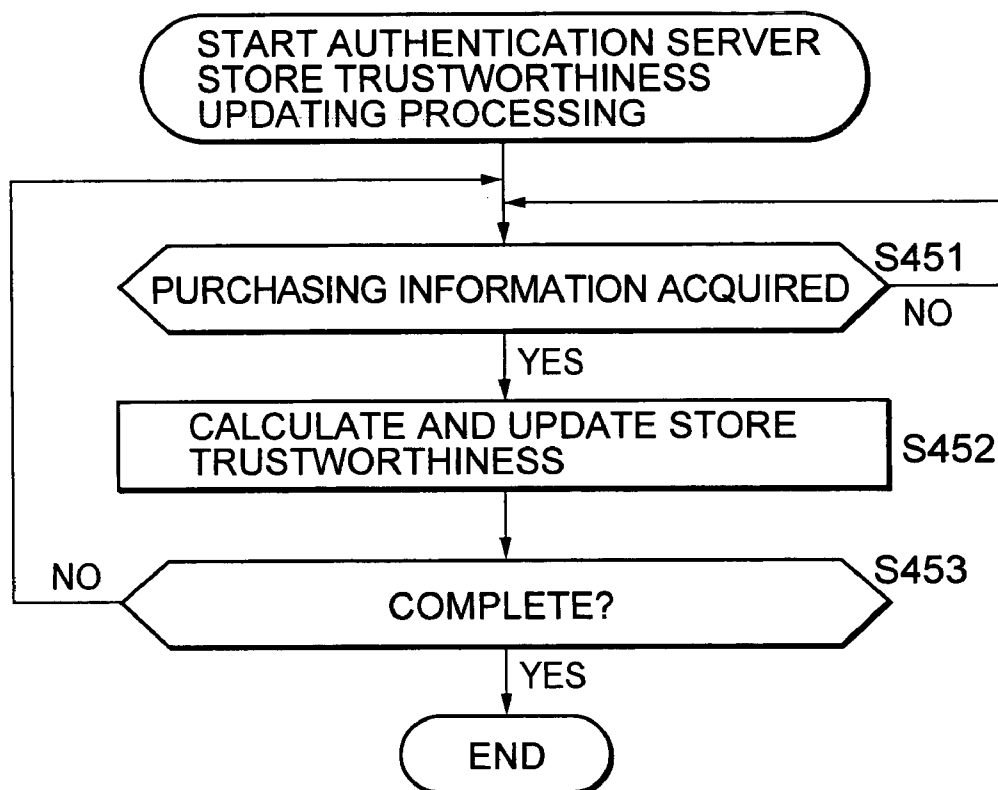 START AUTHENTICATION SERVER
STORE TRUSTWORTHINESS
UPDATING PROCESSING
S451
PURCHASING INFORMATION ACQUIRED
NO
YES
CALCULATE AND UPDATE STORE
TRUSTWORTHINESS
S452
NO
S453
COMPLETE?
YES
END